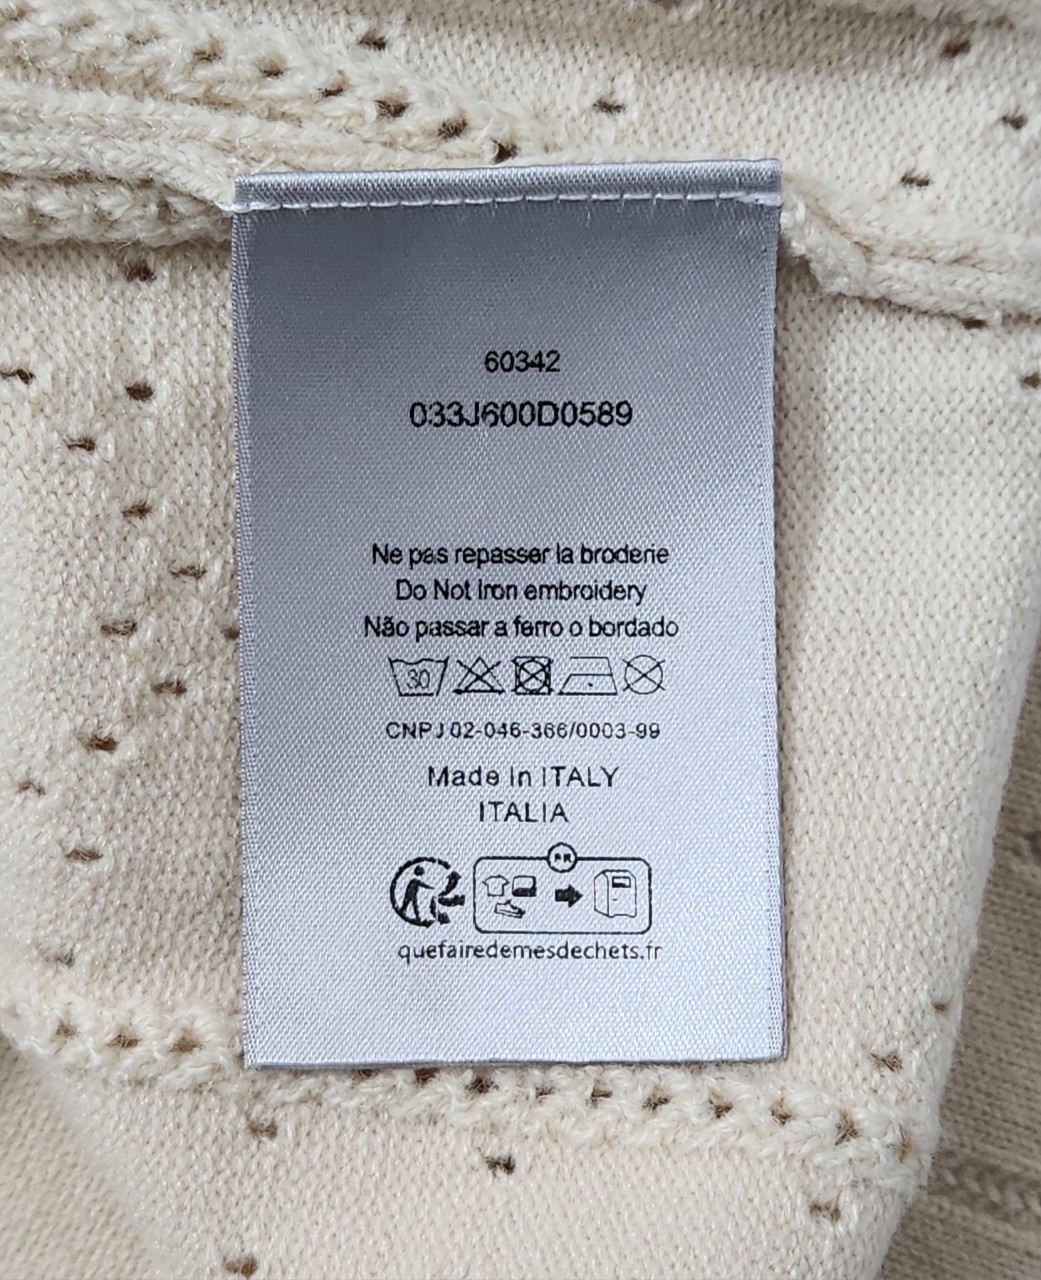 60342
033J600D0589
Ne pas repasser la broderie
Do Not Iron embroidery
Não passar a ferro o bordado
30
CNPJ 02-046-366/0003-99
Made in ITALY
ITALIA
FR
quefairedemesdechets.fr